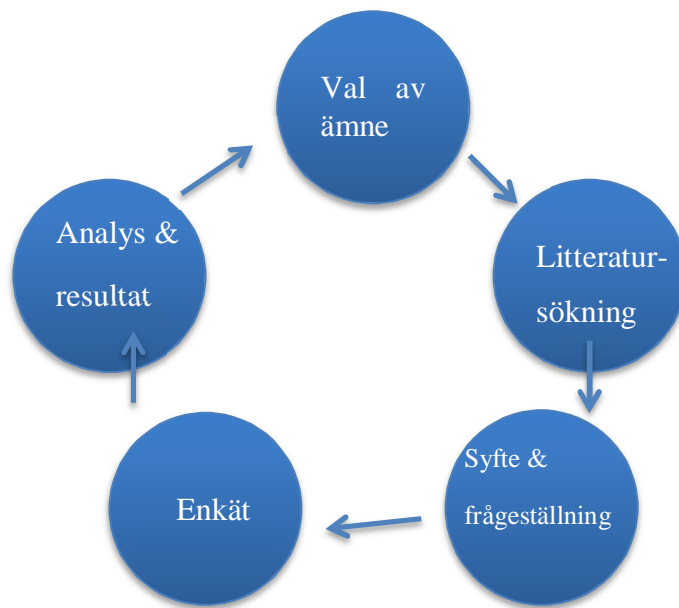 Val av
ämne
Litteratur-
sökning
Syfte &
frågeställning
Enkät
Analys &
resultat